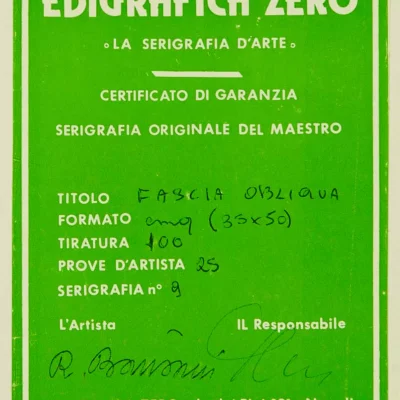 EDIGRAFICA ZERO
LA SERIGRAFIA D'ARTE
CERTIFICATO DI GARANZIA
SERIGRAFIA ORIGINALE DEL MAESTRO
TITOLO FASCIA OBLIQUA
FORMATO cmq (35x50)
TIRATURA 100
PROVE D'ARTISTA 25
SERIGRAFIA n° 9
L'Artista IL Responsabile
R.